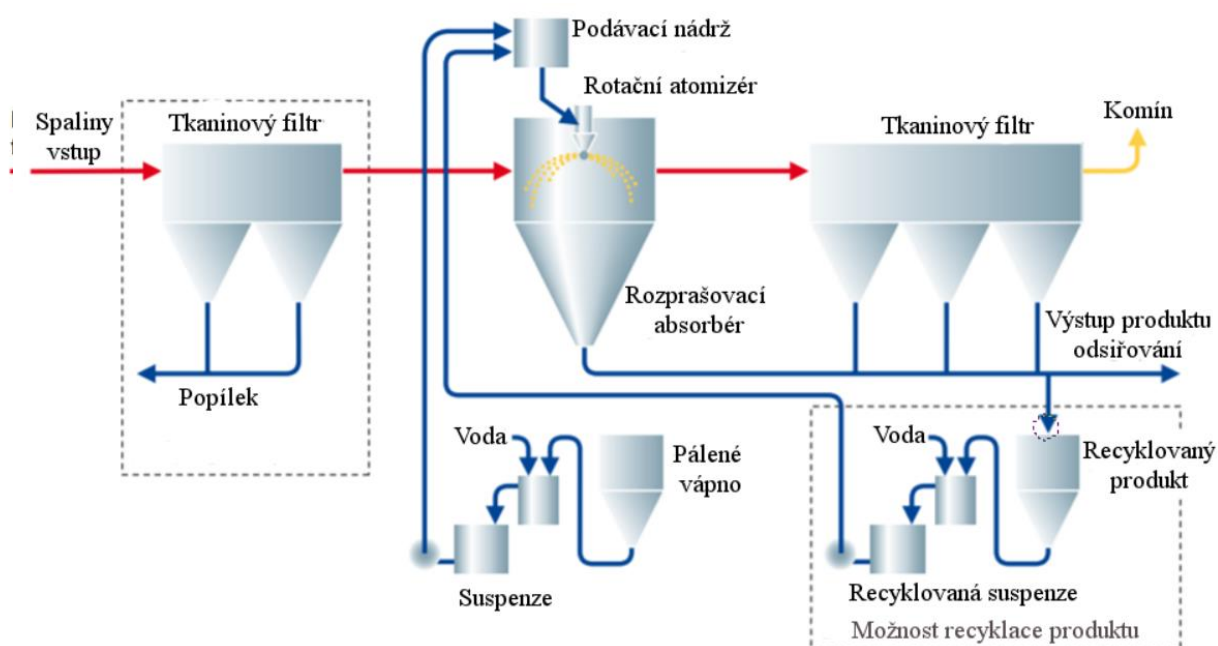 Podávací nádrž
Rotační atomizér
Spaliny
vstup
Tkaninový filtr
Tkaninový filtr
Komín
Rozprašovací
absorbér
Výstup produktu
odsiřování
Popílek
Voda
Pálené
vápno
Voda
Recyklovaný
produkt
Suspenze
Recyklovaná suspenze
Možnost recyklace produktu